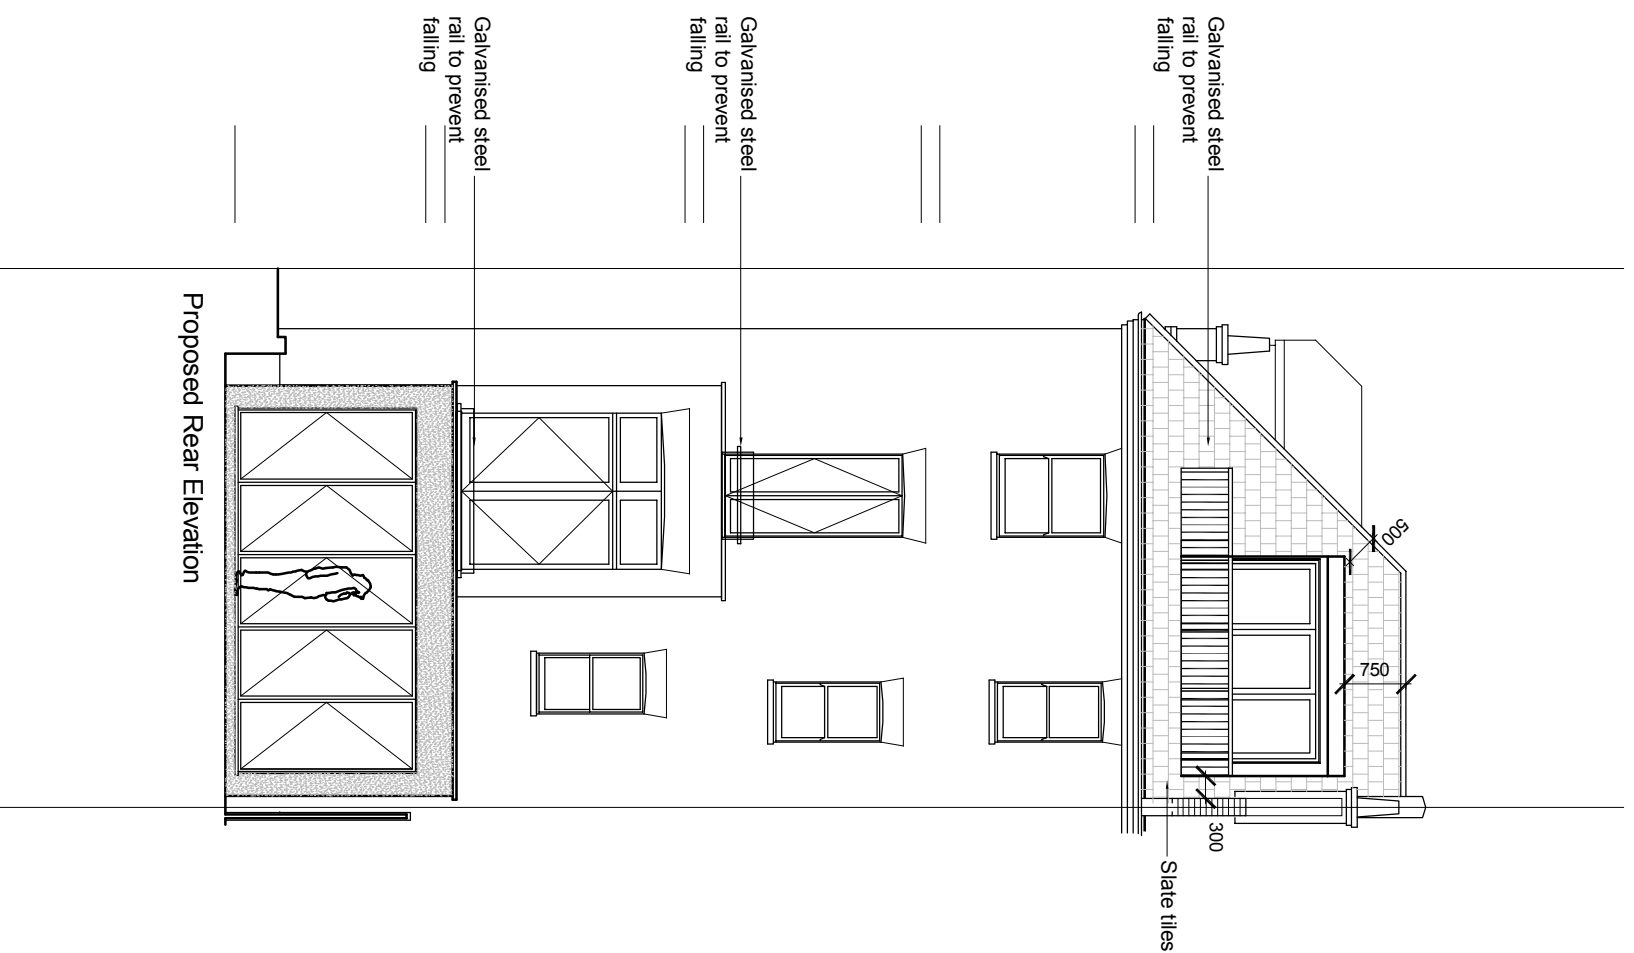 Galvanised steel
rail to prevent
falling
Galvanised steel
rail to prevent
falling
Galvanised steel
rail to prevent
falling
500
750
300
Slate tiles
Proposed Rear Elevation